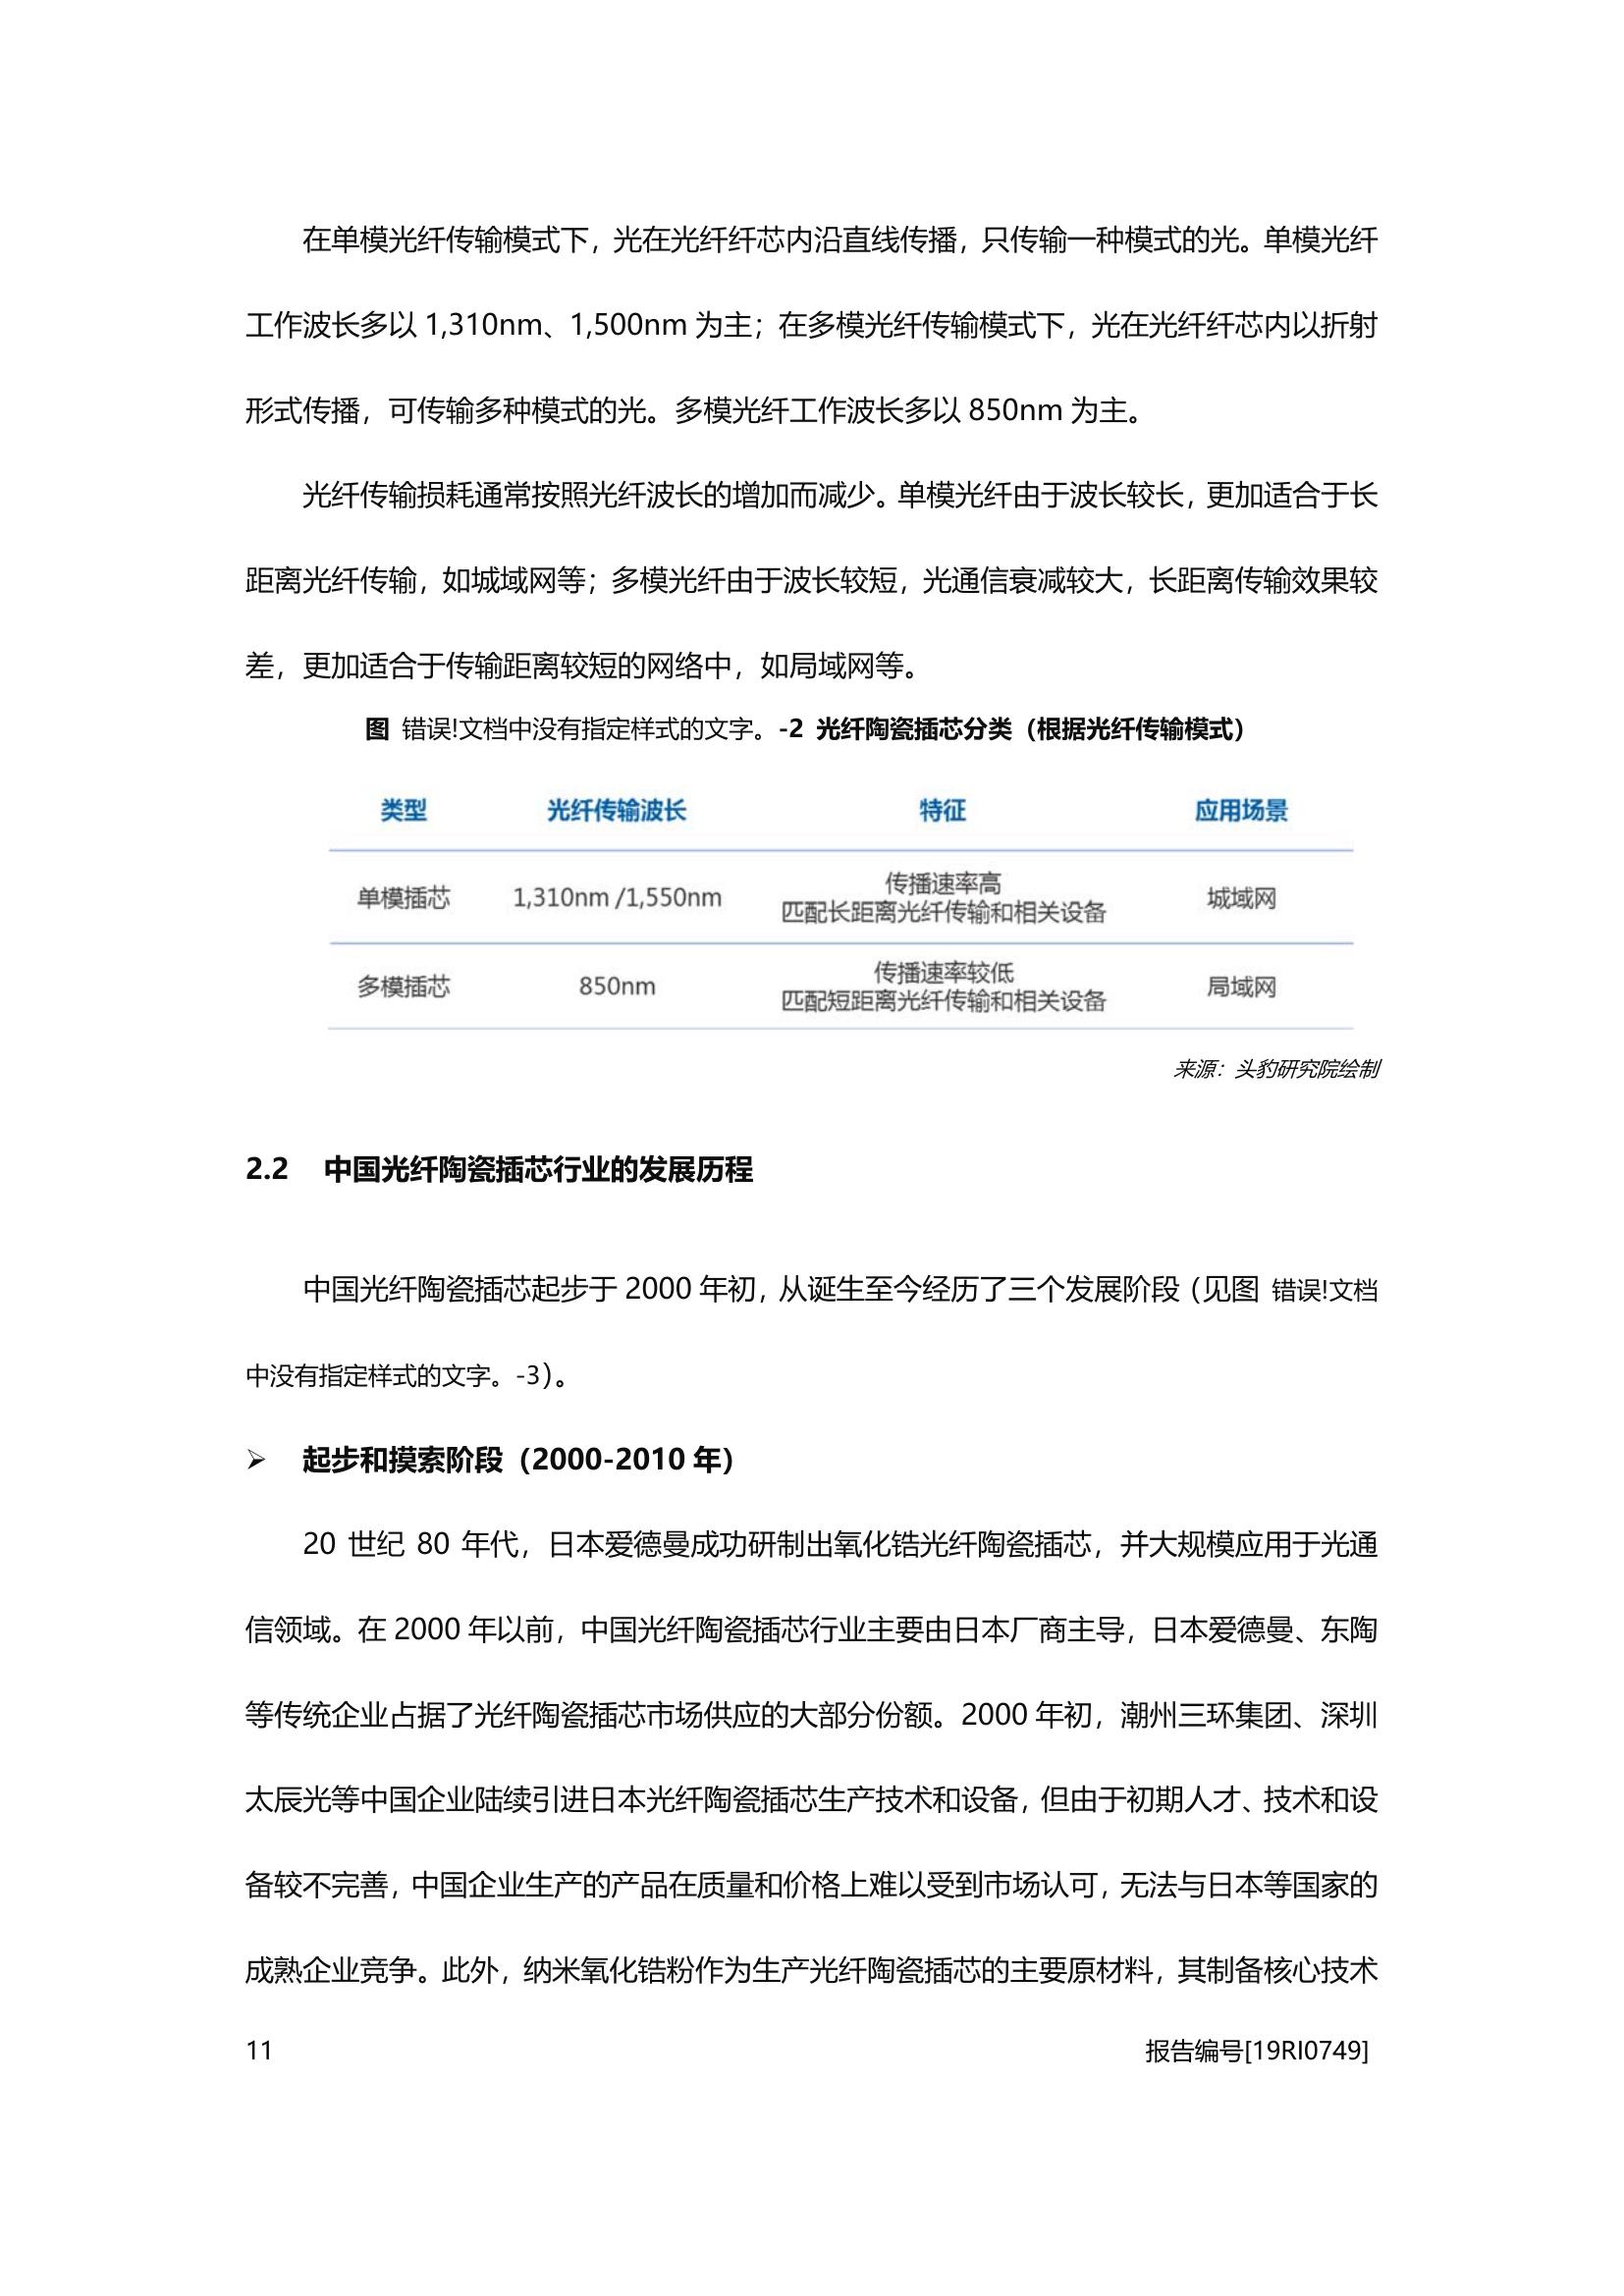 在单模光纤传输模式下，光在光纤纤芯内沿直线传播，只传输一种模式的光。单模光纤
工作波长多以 1,310nm、1,500nm 为主；在多模光纤传输模式下，光在光纤纤芯内以折射
形式传播，可传输多种模式的光。多模光纤工作波长多以 850nm 为主。
光纤传输损耗通常按照光纤波长的增加而减少。单模光纤由于波长较长，更加适合于长
距离光纤传输，如城域网等；多模光纤由于波长较短，光通信衰减较大，长距离传输效果较
差，更加适合于传输距离较短的网络中，如局域网等。
图 错误!文档中没有指定样式的文字。-2 光纤陶瓷插芯分类（根据光纤传输模式）
类型 光纤传输波长 特征 应用场景
单模插芯 1,310nm /1,550nm 传播速率高 城域网
匹配长距离光纤传输和相关设备
多模插芯 850nm 传播速率较低 局域网
匹配短距离光纤传输和相关设备
来源：头豹研究院绘制
2.2 中国光纤陶瓷插芯行业的发展历程
中国光纤陶瓷插芯起步于 2000 年初，从诞生至今经历了三个发展阶段（见图 错误!文档
中没有指定样式的文字。-3）。
➢ 起步和摸索阶段（2000-2010 年）
20 世纪 80 年代，日本爱德曼成功研制出氧化锆光纤陶瓷插芯，并大规模应用于光通
信领域。在 2000 年以前，中国光纤陶瓷插芯行业主要由日本厂商主导，日本爱德曼、东陶
等传统企业占据了光纤陶瓷插芯市场供应的大部分份额。2000 年初，潮州三环集团、深圳
太辰光等中国企业陆续引进日本光纤陶瓷插芯生产技术和设备，但由于初期人才、技术和设
备较不完善，中国企业生产的产品在质量和价格上难以受到市场认可，无法与日本等国家的
成熟企业竞争。此外，纳米氧化锆粉作为生产光纤陶瓷插芯的主要原材料，其制备核心技术
11 报告编号[19RI0749]